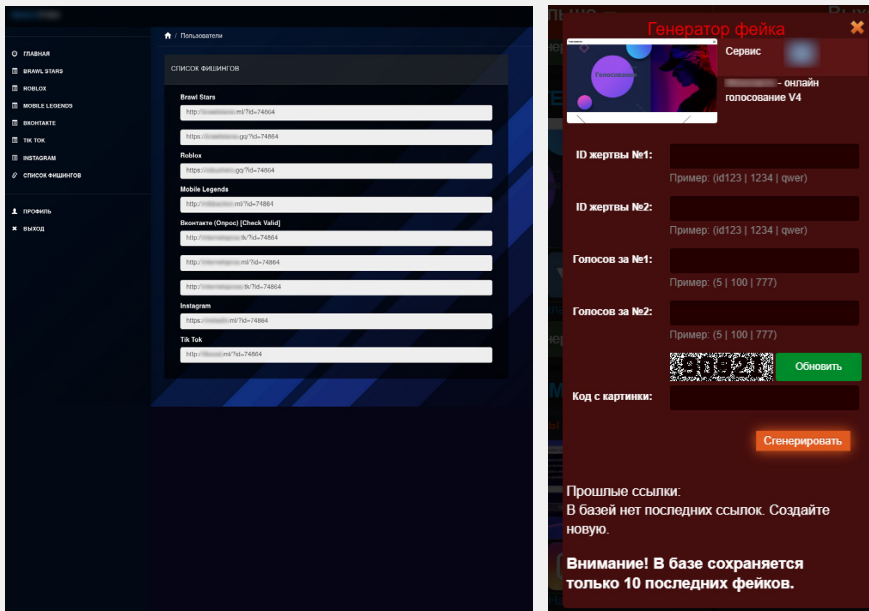 Пользователи
ГЛАВНАЯ
BRAWL STARS
ROBLOX
MOBILE LEGENDS
ВКОНТАКТЕ
ТІК ТОК
INSTAGRAM
СПИСОК ФИШИНГОВ
ПРОФИЛЬ
ВЫХОД
СПИСОК ФИШИНГОВ
Brawl Stars
http:/ .ml/?id=74864
https: .gq/?id=74864
Roblox
https: .gq/?id=74864
Mobile Legends
http:/ .ml/?id=74864
Вконтакте (Опрос) [Check Valid]
http:/ .tk/?id=74864
http:/ .ml/?id=74864
http:/ .tk/?id=74864
Instagram
https: .ml/?id=74864
Tik Tok
http:/ .ml/?id=74864
Генератор фейка
Голосование
Сервис
- онлайн
голосование V4
ID жертвы №1:
Пример: (id123 | 1234 | qwer)
ID жертвы №2:
Пример: (id123 | 1234 | qwer)
Голосов за №1:
Пример: (5 | 100 | 777)
Голосов за №2:
Пример: (5 | 100 | 777)
Обновить
Код с картинки:
Сгенерировать
Прошлые ссылки:
В базей нет последних ссылок. Создайте
новую.
Внимание! В базе сохраняется
только 10 последних фейков.